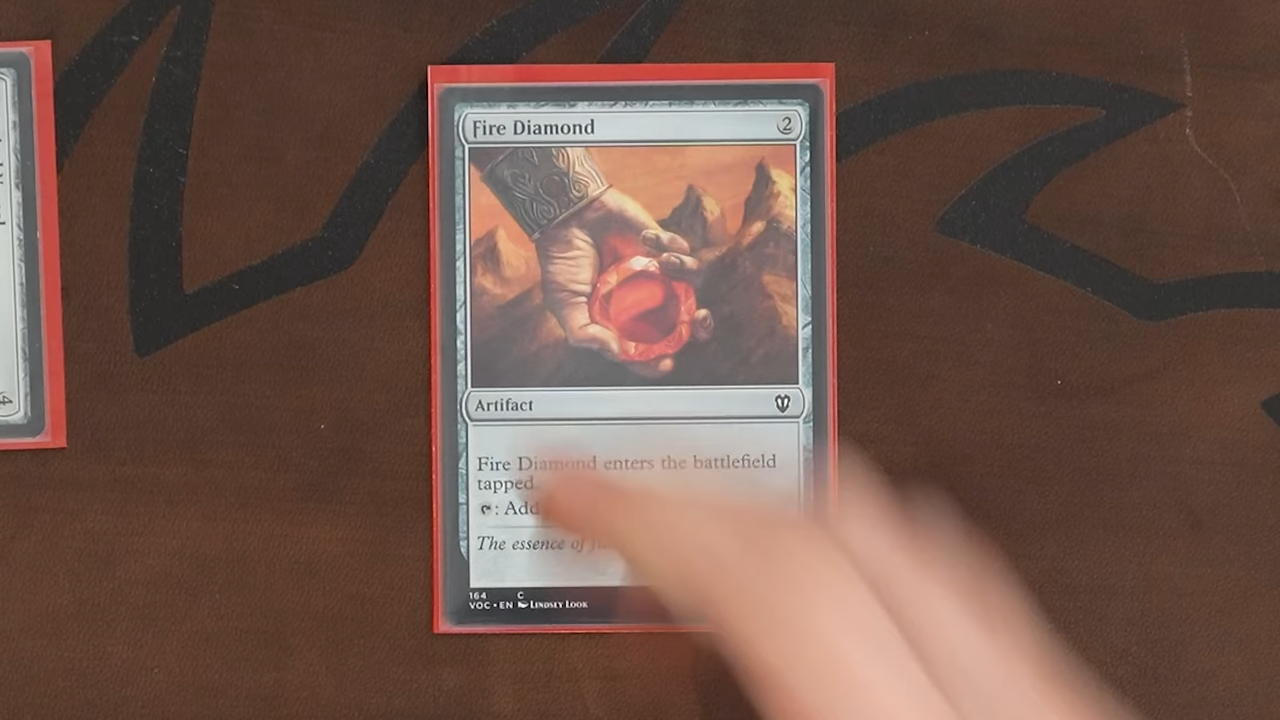 Fire Diamond 2
Artifact
Fire Diamond enters the battlefield
tapped.
: Add
The essence of
164 C
VOC • EN LINDSEY LOOK
4